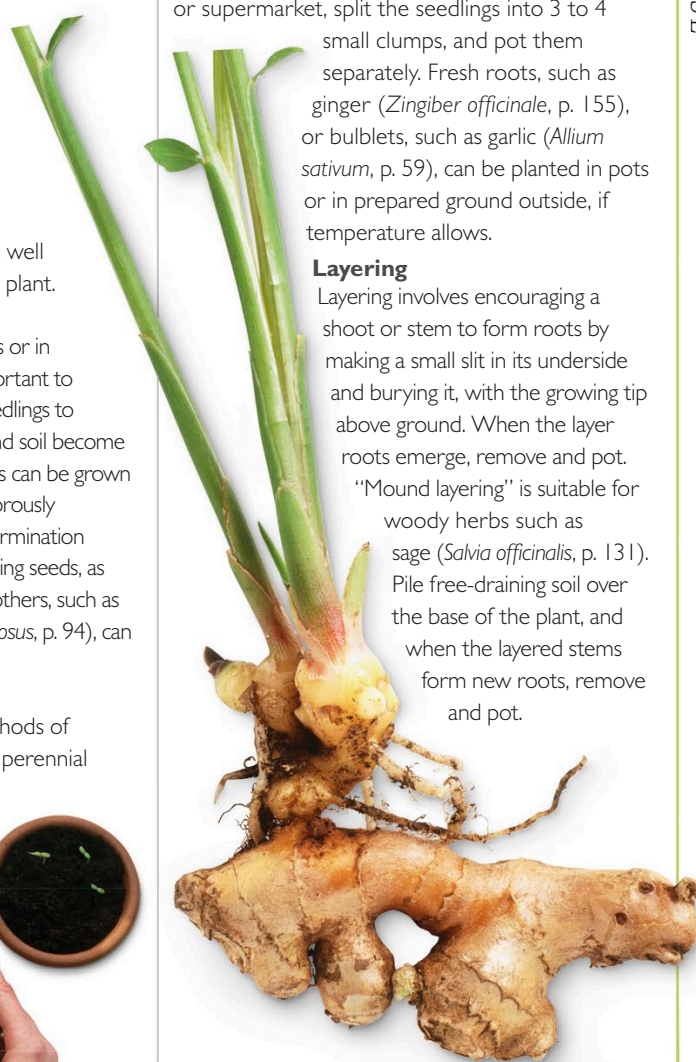 well
plant.
s or in
ortant to
edlings to
nd soil become
s can be grown
orously
rmination
ing seeds, as
others, such as
osus, p. 94), can
hods of
perennial
or supermarket, split the seedlings into 3 to 4
small clumps, and pot them
separately. Fresh roots, such as
ginger (Zingiber officinale, p. 155),
or bulblets, such as garlic (Allium
sativum, p. 59), can be planted in pots
or in prepared ground outside, if
temperature allows.
Layering
Layering involves encouraging a
shoot or stem to form roots by
making a small slit in its underside
and burying it, with the growing tip
above ground. When the layer
roots emerge, remove and pot.
“Mound layering” is suitable for
woody herbs such as
sage (Salvia officinalis, p. 131).
Pile free-draining soil over
the base of the plant, and
when the layered stems
form new roots, remove
and pot.